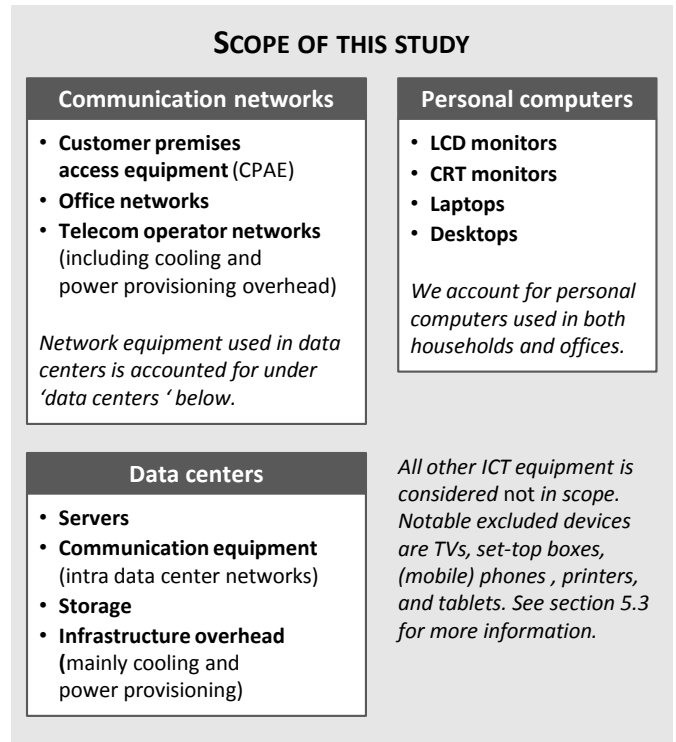 SCOPE OF THIS STUDY
Communication networks
• Customer premises
access equipment (CPAE)
• Office networks
• Telecom operator networks
(including cooling and
power provisioning overhead)
Network equipment used in data
centers is accounted for under
‘data centers ‘ below.
Personal computers
• LCD monitors
• CRT monitors
• Laptops
• Desktops
We account for personal
computers used in both
households and offices.
Data centers
• Servers
• Communication equipment
(intra data center networks)
• Storage
• Infrastructure overhead
(mainly cooling and
power provisioning)
All other ICT equipment is
considered not in scope.
Notable excluded devices
are TVs, set-top boxes,
(mobile) phones , printers,
and tablets. See section 5.3
for more information.